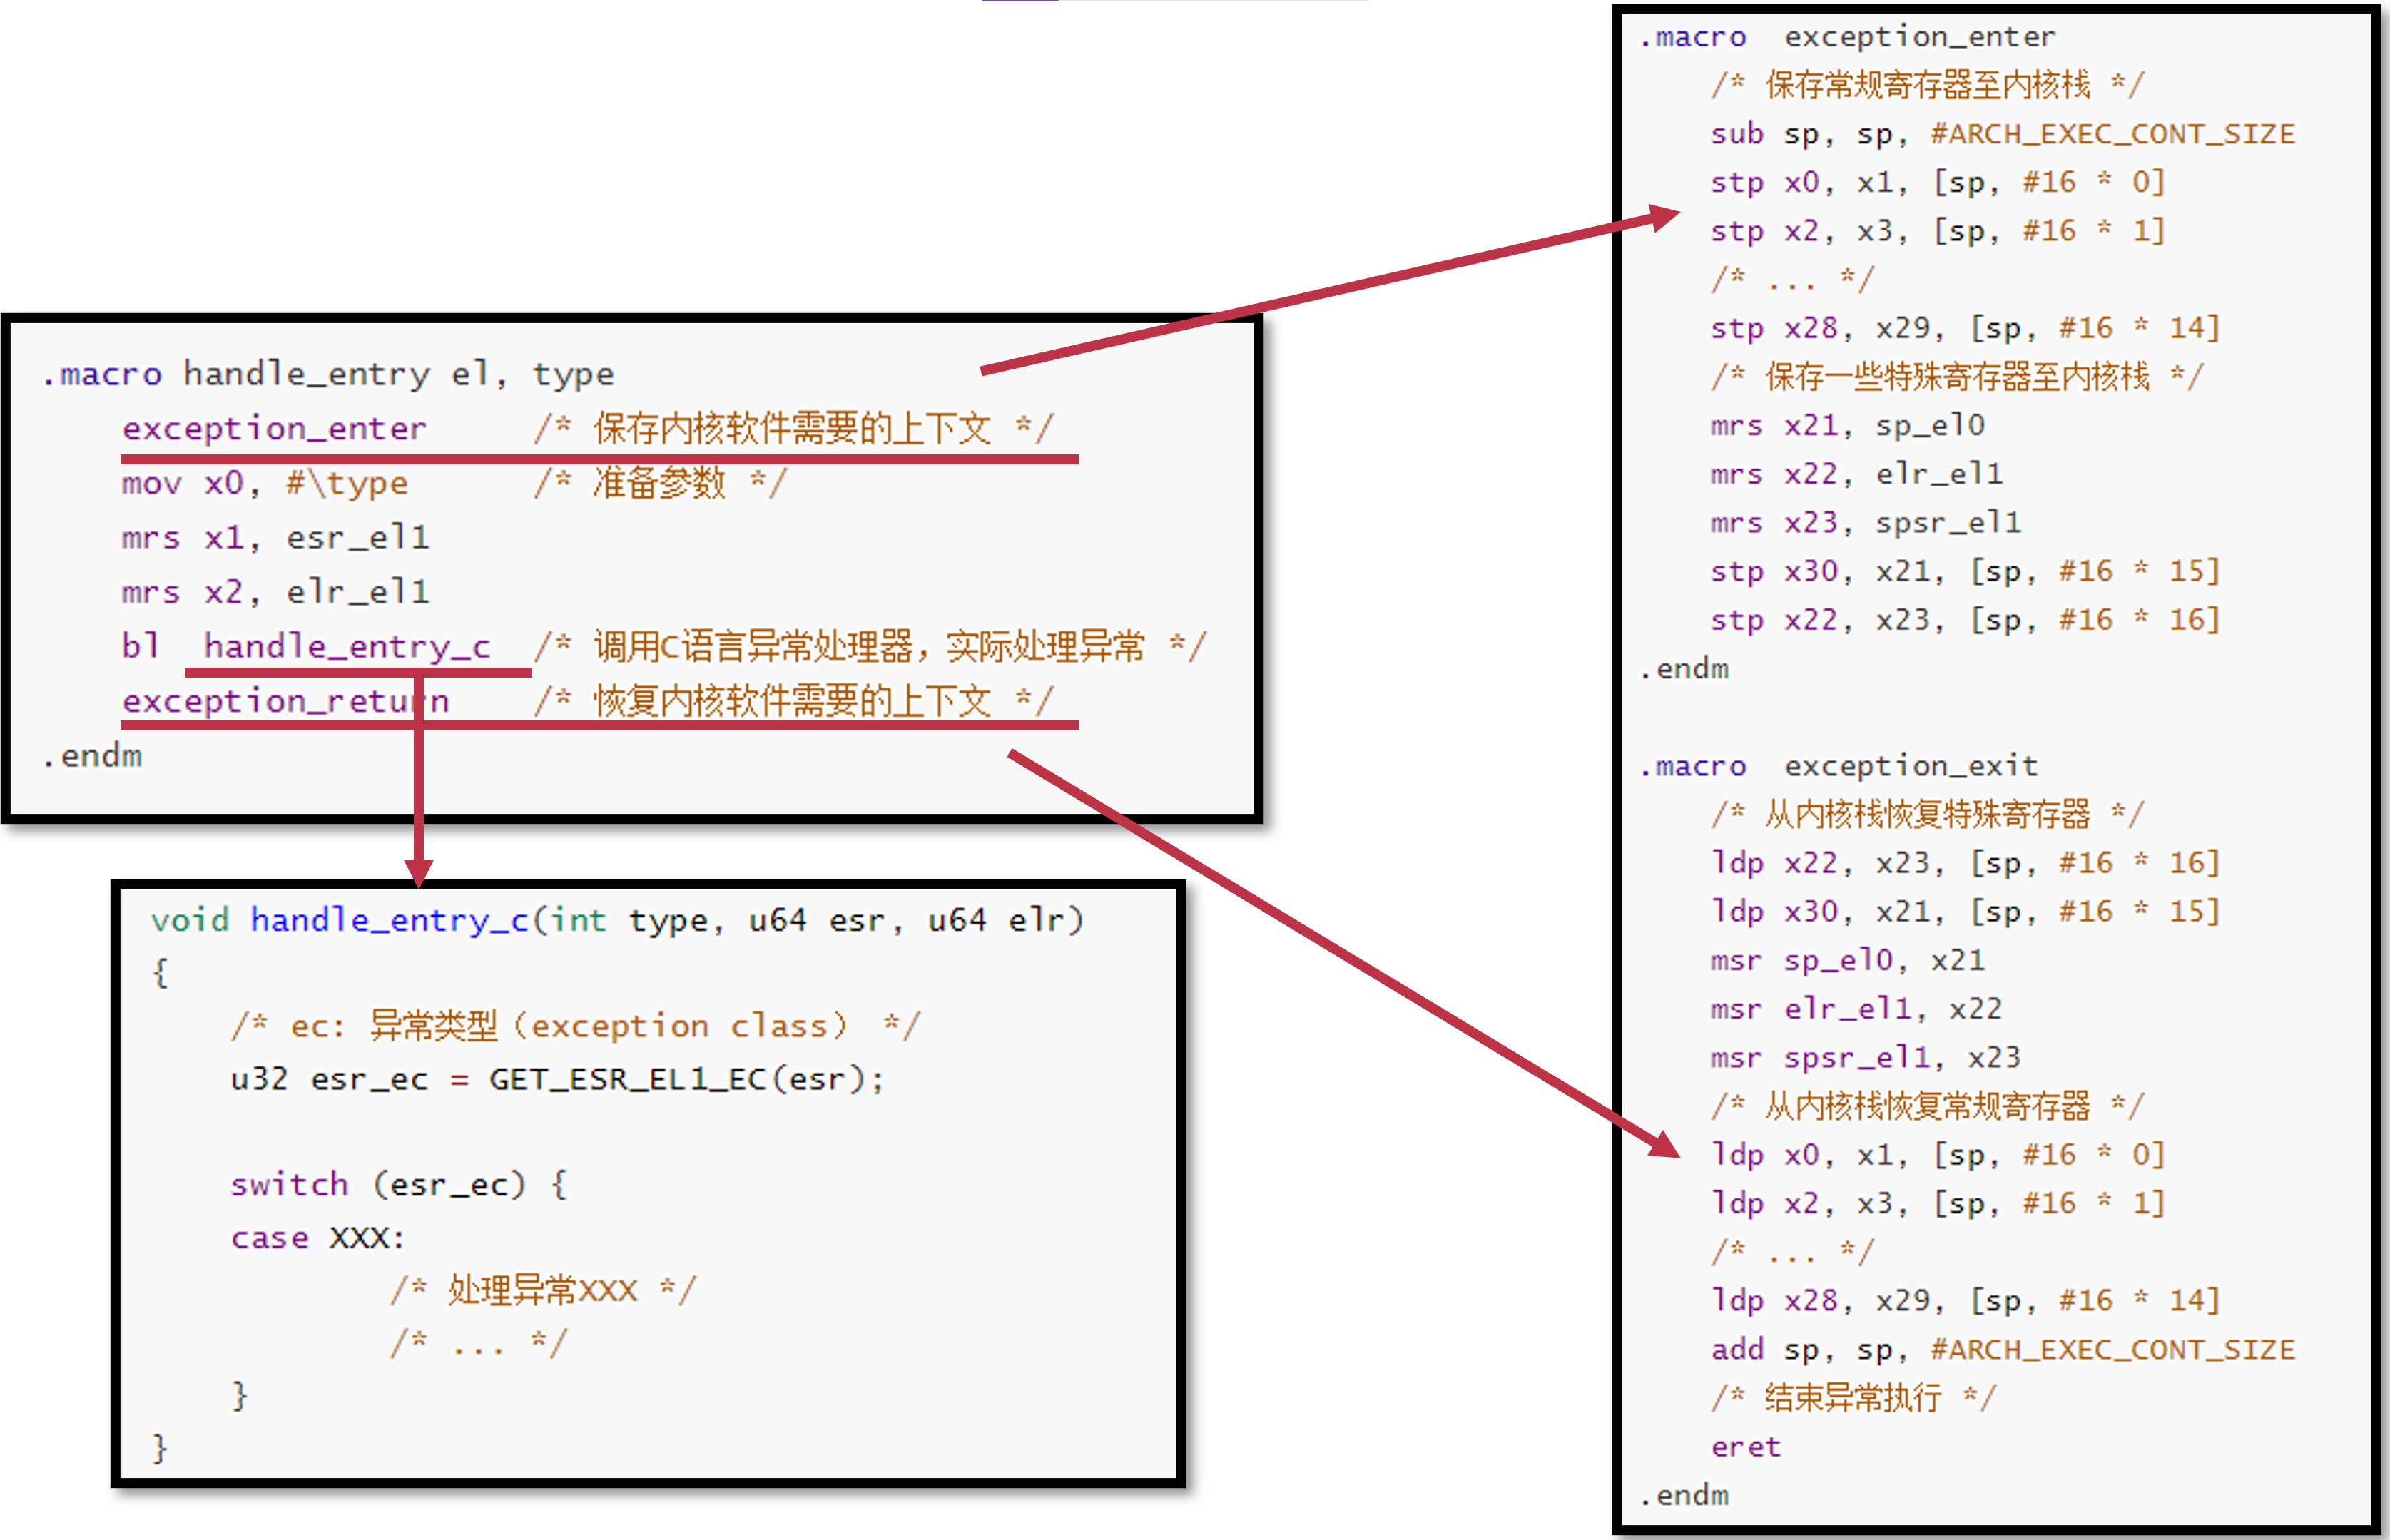 .macro handle_entry el, type
exception_enter /* 保存内核软件需要的上下文 */
mov x0, #\type /* 准备参数 */
mrs x1, esr_el1
mrs x2, elr_el1
bl handle_entry_c /* 调用C语言异常处理器，实际处理异常 */
exception_return /* 恢复内核软件需要的上下文 */
.endm
void handle_entry_c(int type, u64 esr, u64 elr)
{
/* ec: 异常类型（exception class） */
u32 esr_ec = GET_ESR_EL1_EC(esr);
switch (esr_ec) {
case XXX:
/* 处理异常XXX */
/* ... */
}
}
.macro exception_enter
/* 保存常规寄存器至内核栈 */
sub sp, sp, #ARCH_EXEC_CONT_SIZE
stp x0, x1, [sp, #16 * 0]
stp x2, x3, [sp, #16 * 1]
/* ... */
stp x28, x29, [sp, #16 * 14]
/* 保存一些特殊寄存器至内核栈 */
mrs x21, sp_el0
mrs x22, elr_el1
mrs x23, spsr_el1
stp x30, x21, [sp, #16 * 15]
stp x22, x23, [sp, #16 * 16]
.endm
.macro exception_exit
/* 从内核栈恢复特殊寄存器 */
ldp x22, x23, [sp, #16 * 16]
ldp x30, x21, [sp, #16 * 15]
msr sp_el0, x21
msr elr_el1, x22
msr spsr_el1, x23
/* 从内核栈恢复常规寄存器 */
ldp x0, x1, [sp, #16 * 0]
ldp x2, x3, [sp, #16 * 1]
/* ... */
ldp x28, x29, [sp, #16 * 14]
add sp, sp, #ARCH_EXEC_CONT_SIZE
/* 结束异常执行 */
eret
.endm